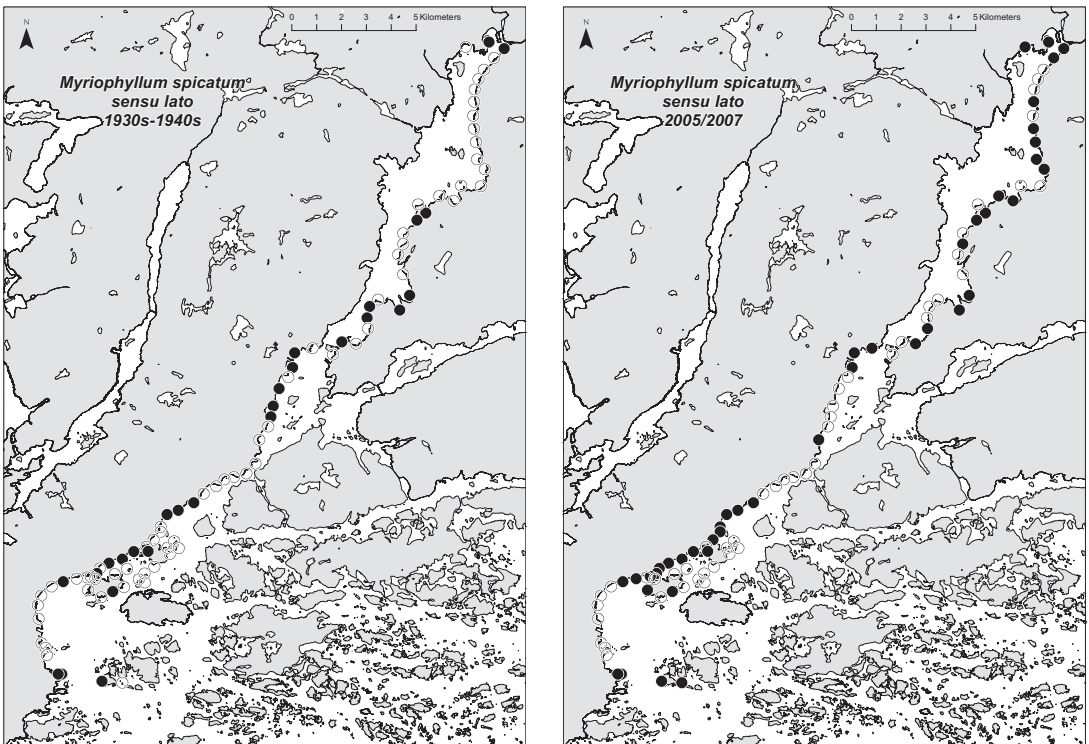 N
0 1 2 3 4 5 Kilometers
Myriophyllum spicatum
sensu lato
1930s-1940s
N
0 1 2 3 4 5 Kilometers
Myriophyllum spicatum
sensu lato
2005/2007